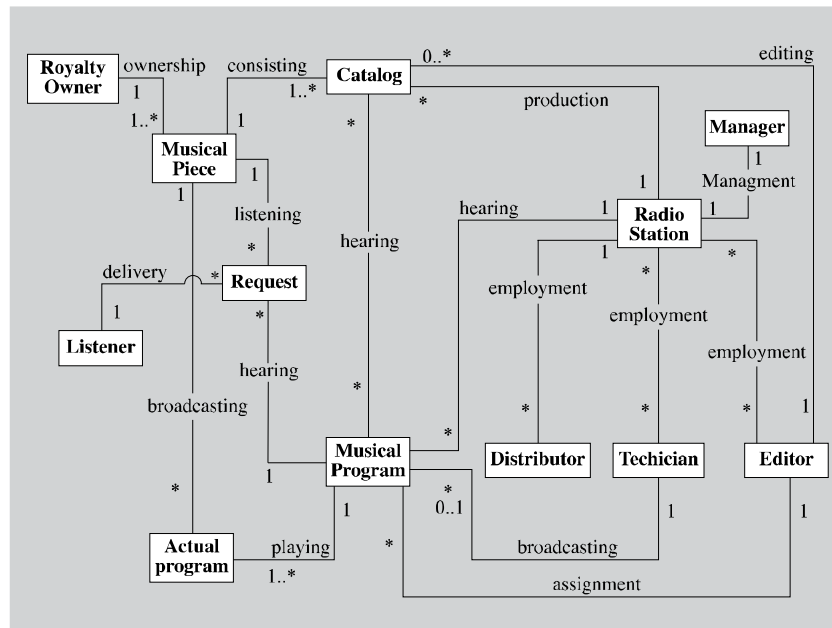 0..*
editing
ownership
consisting
Royalty
Owner
Catalog
1
1..*
*
production
1..*
1
*
Manager
Musical
Piece
1
1
1
Managment
listening
1
hearing
1
Radio
Station
1
*
hearing
1
*
*
delivery
*
Request
employment
1
*
employment
Listener
hearing
employment
*
broadcasting
*
*
*
1
*
Musical
Program
Distributor
Techician
Editor
1
*
*
1
0..1
1
1
Actual
program
playing
*
broadcasting
1..*
assignment